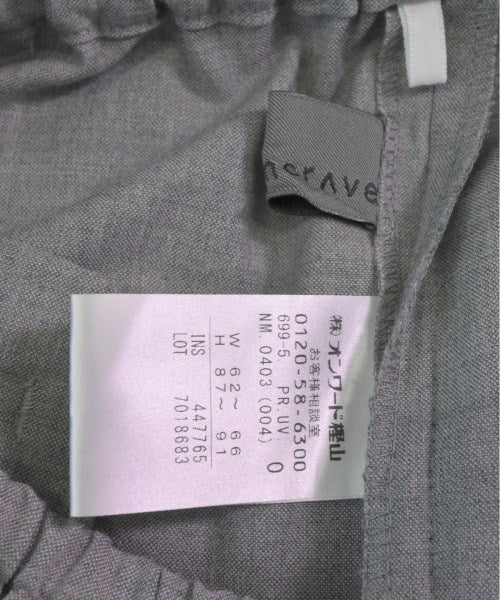 ncrAve
(株) オンワード樫山
お客様相談室
0120-58-6300
699-5 PR.UV. 0
NM 0403 (004)
W 62～ 66
H 87～ 91
INS 447765
LOT 7018683